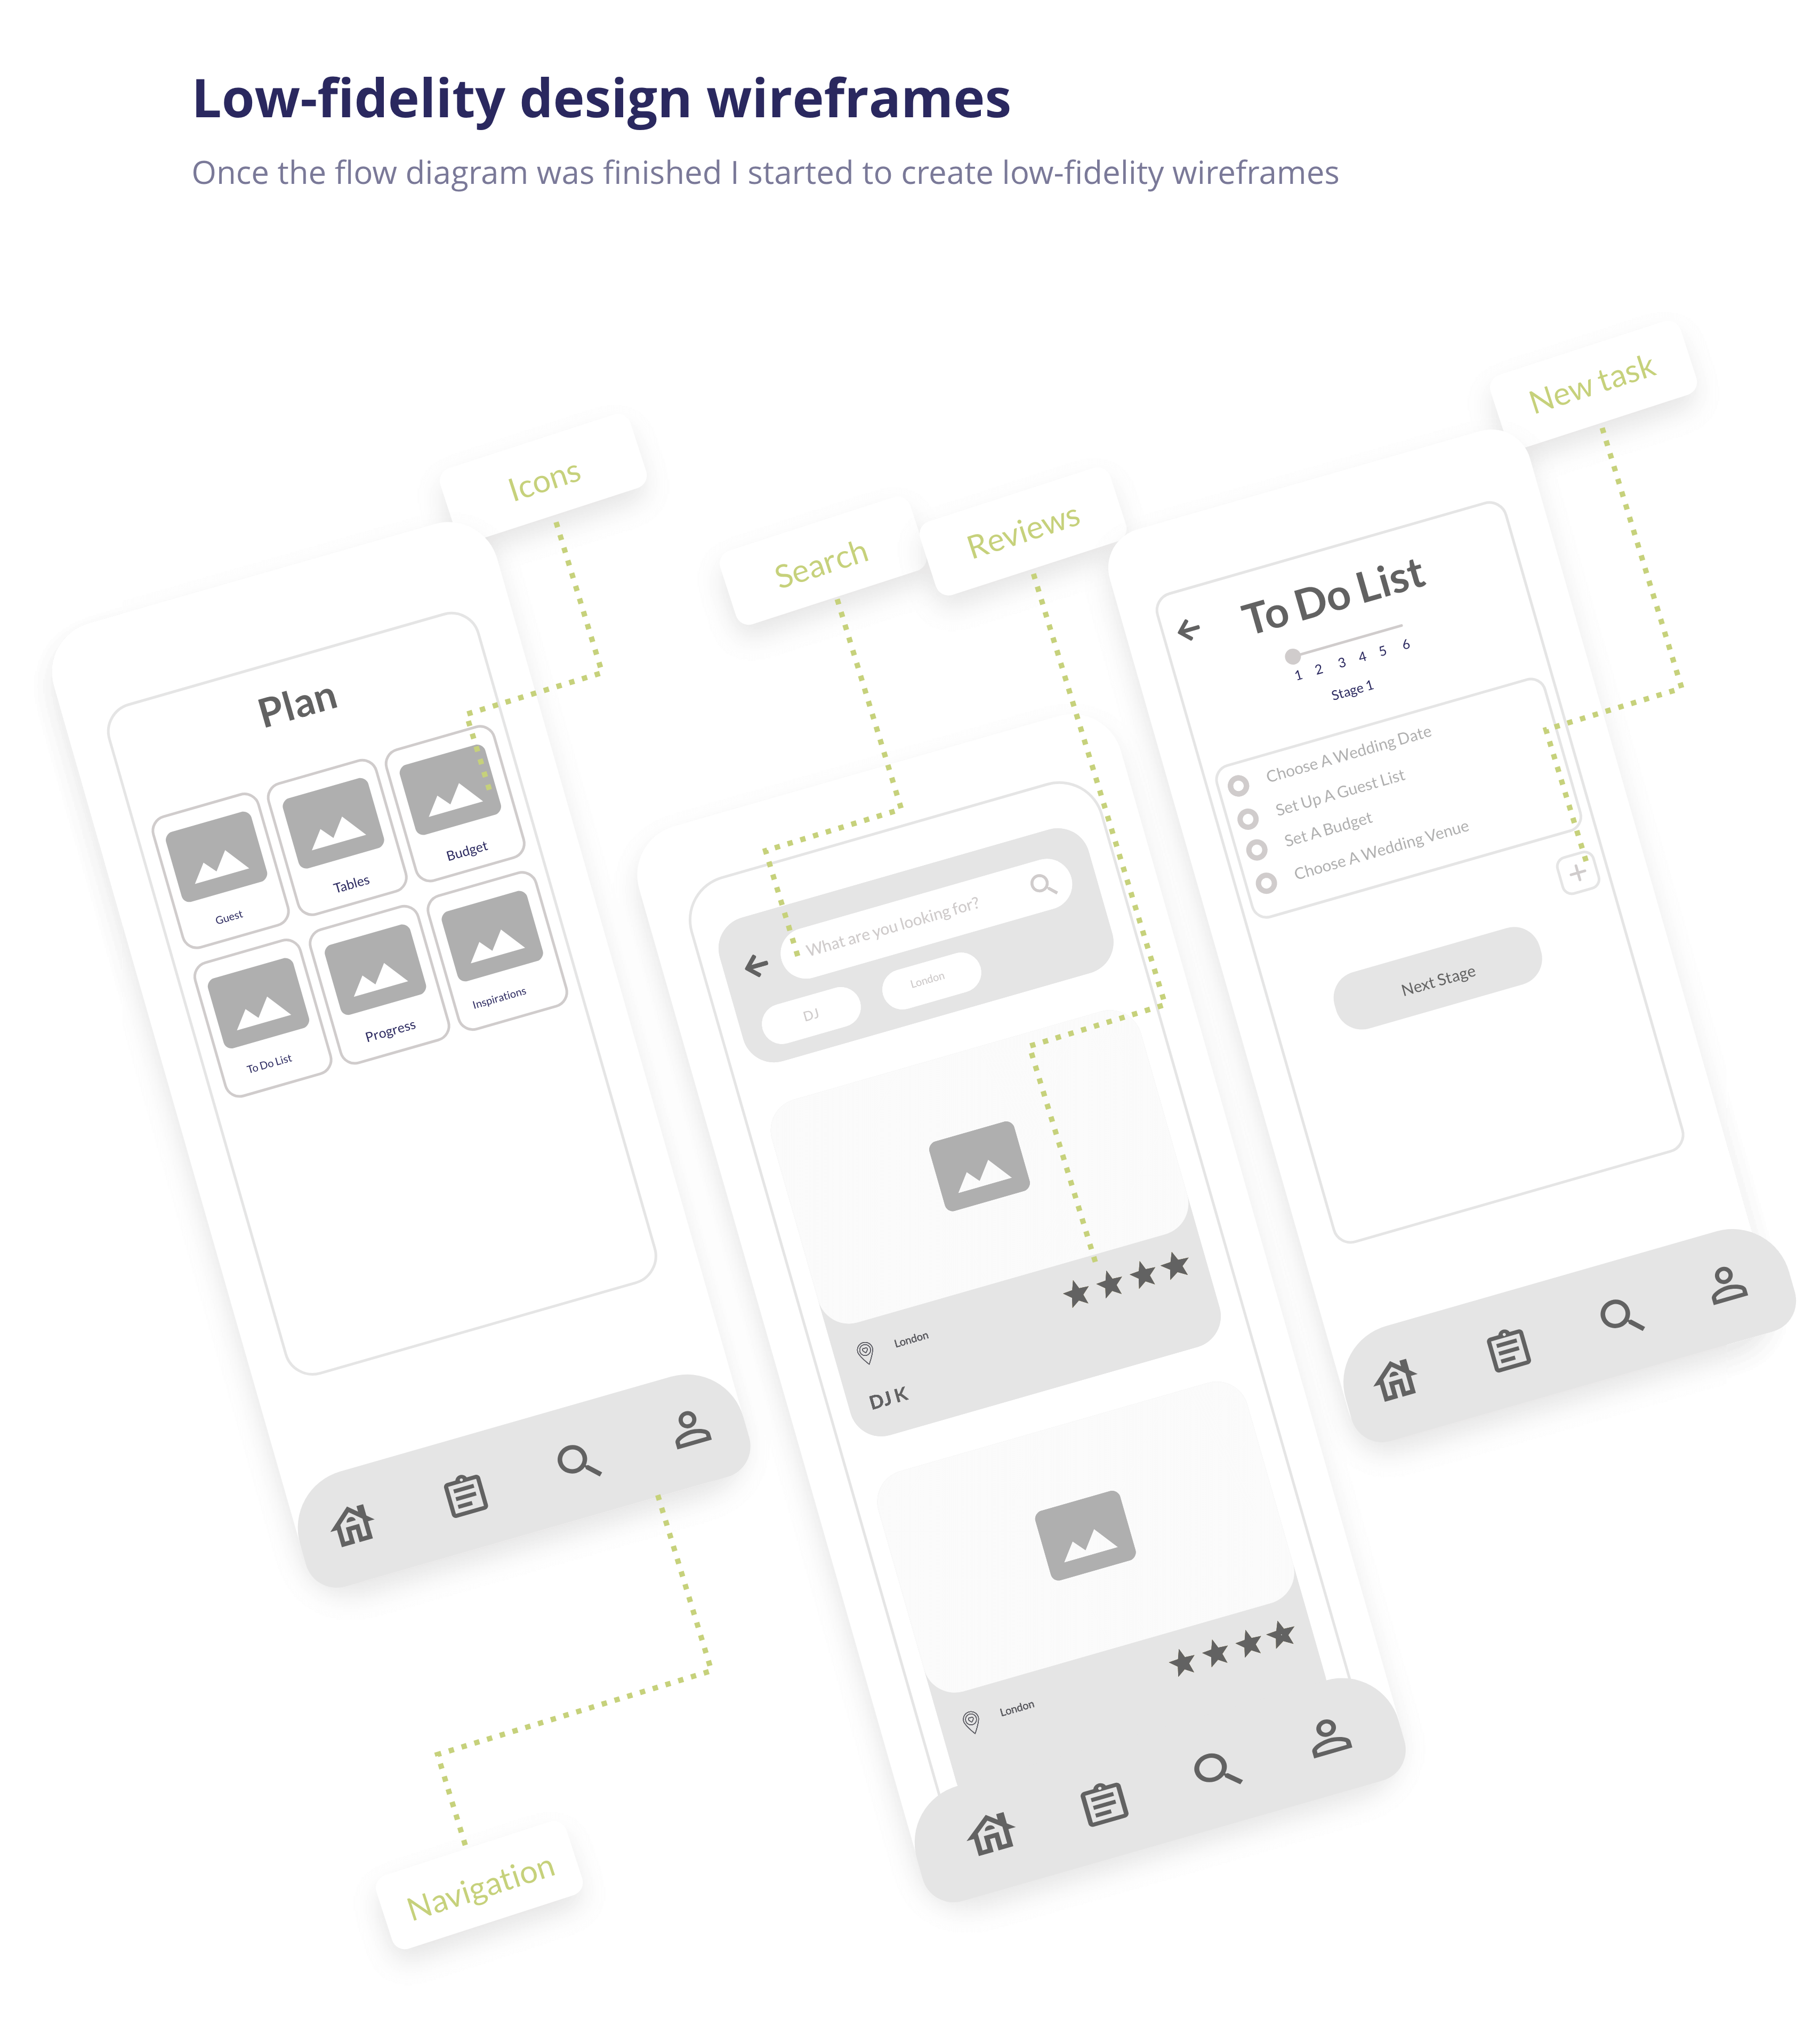 Low-fidelity design wireframes
Once the flow diagram was finished I started to create low-fidelity wireframes
Icons
Plan
Guest
Tables
Budget
To Do List
Progress
Inspirations
Navigation
Search
Reviews
What are you looking for?
DJ
London
London
DJ K
London
New task
To Do List
1 2 3 4 5 6
Stage 1
Choose A Wedding Date
Set Up A Guest List
Set A Budget
Choose A Wedding Venue
Next Stage